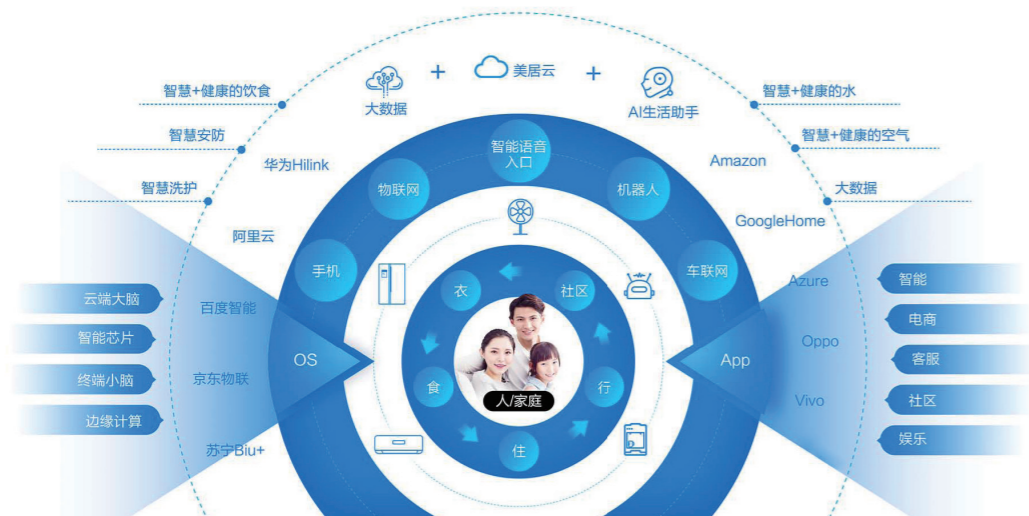 大数据
+
美居云
+
AI生活助手
智慧+健康的饮食
智慧安防
智慧洗护
智慧+健康的水
智慧+健康的空气
大数据
华为Hilink
阿里云
百度智能
京东物联
苏宁Biu+
Amazon
GoogleHome
Azure
Oppo
Vivo
手机
物联网
智能语音
入口
机器人
车联网
OS
App
云端大脑
智能芯片
终端小脑
边缘计算
智能
电商
客服
社区
娱乐
衣
社区
食
行
住
人/家庭